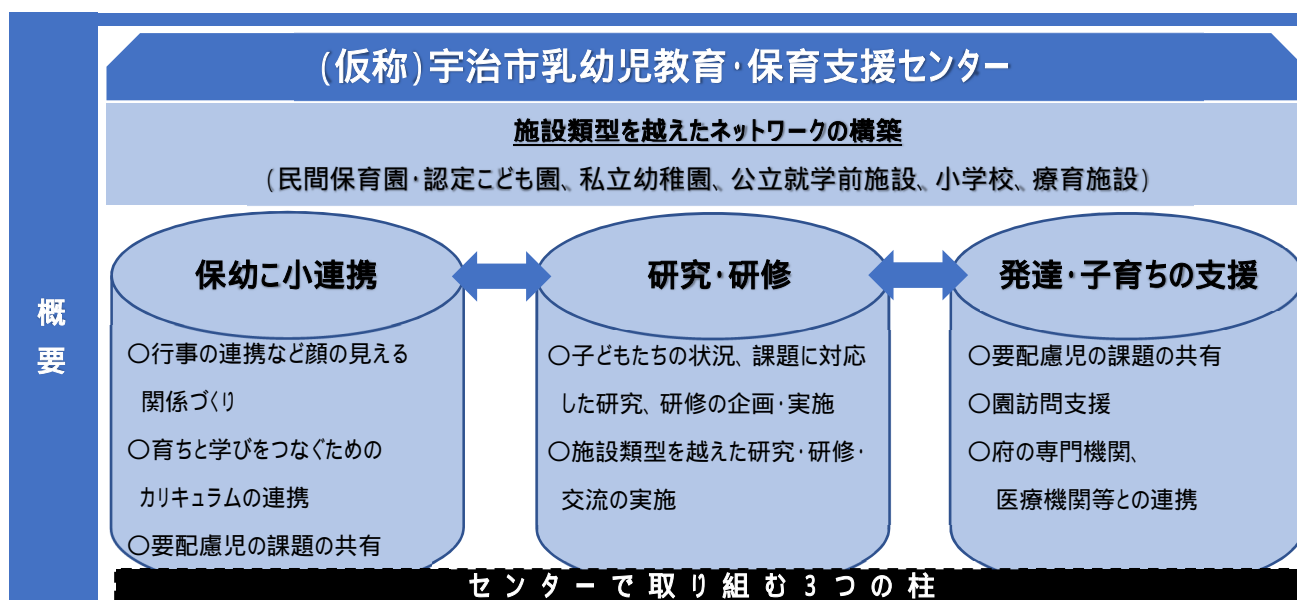 概要
(仮称)宇治市乳幼児教育・保育支援センター
施設類型を越えたネットワークの構築
(民間保育園・認定こども園、私立幼稚園、公立就学前施設、小学校、療育施設)
保幼こ小連携
○行事の連携など顔の見える
関係づくり
○育ちと学びをつなぐための
カリキュラムの連携
○要配慮児の課題の共有
研究・研修
○子どもたちの状況、課題に対応
した研究、研修の企画・実施
○施設類型を越えた研究・研修・
交流の実施
発達・子育ちの支援
○要配慮児の課題の共有
○園訪問支援
○府の専門機関、
医療機関等との連携
センターで取り組む3つの柱